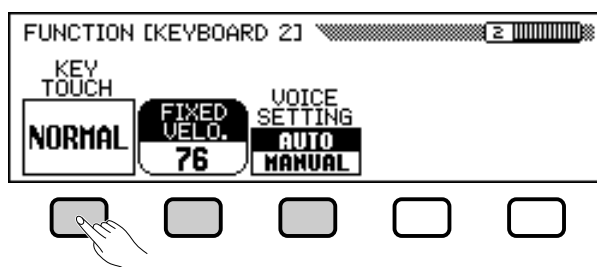 FUNCTION [KEYBOARD 2]
2
KEY
TOUCH
NORMAL
FIXED
VELO.
76
VOICE
SETTING
AUTO
MANUAL